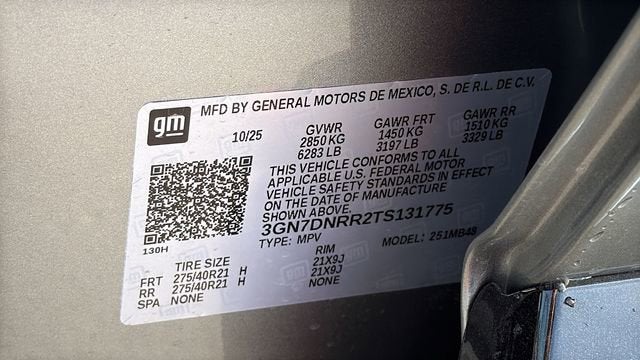 gm
MFD BY GENERAL MOTORS DE MEXICO, S. DE R.L. DE C.V.
10/25 GVWR GAWR FRT GAWR RR
2850 KG 1450 KG 1510 KG
6283 LB 3197 LB 3329 LB
THIS VEHICLE CONFORMS TO ALL
APPLICABLE U.S. FEDERAL MOTOR
VEHICLE SAFETY STANDARDS IN EFFECT
ON THE DATE OF MANUFACTURE
SHOWN ABOVE.
3GN7DNRR2TS131775
130H
TYPE: MPV MODEL: 251MB48
TIRE SIZE RIM
FRT 275/40R21 H 21X9J
RR 275/40R21 H 21X9J
SPA NONE NONE